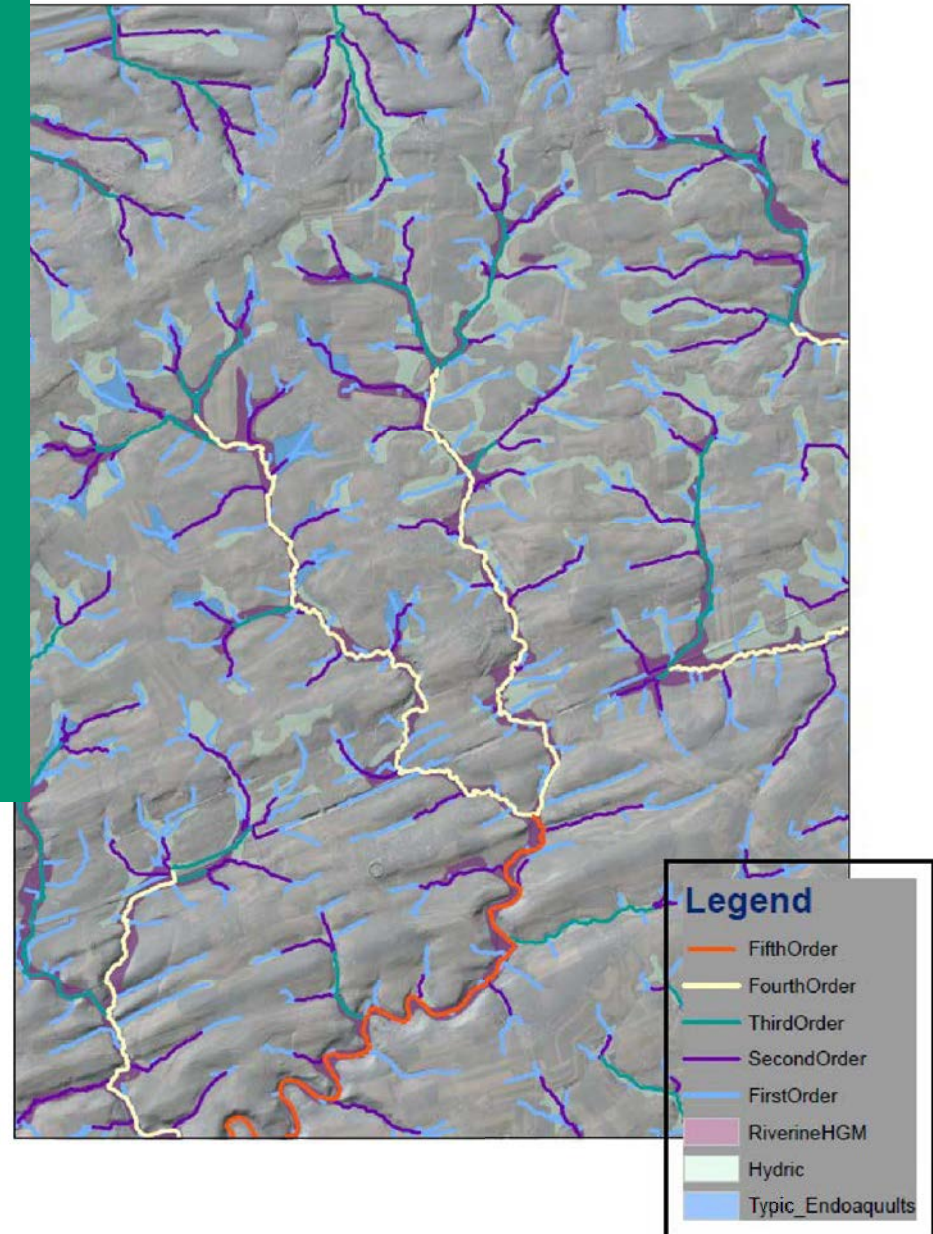 Legend
FifthOrder
FourthOrder
ThirdOrder
SecondOrder
FirstOrder
RiverineHGM
Hydric
Typic_Endoaquults